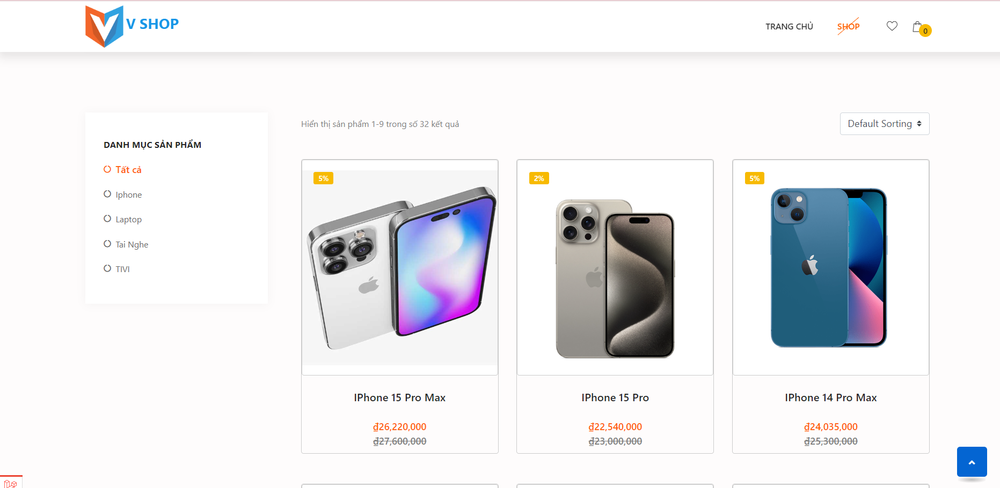 V SHOP
TRANG CHỦ
SHOP
0
DANH MỤC SẢN PHẨM
Tất cả
Iphone
Laptop
Tai Nghe
TIVI
Hiển thị sản phẩm 1-9 trong số 32 kết quả
Default Sorting
5%
2%
5%
IPhone 15 Pro Max
₫26,220,000
₫27,600,000
IPhone 15 Pro
₫22,540,000
₫23,000,000
IPhone 14 Pro Max
₫24,035,000
₫25,300,000